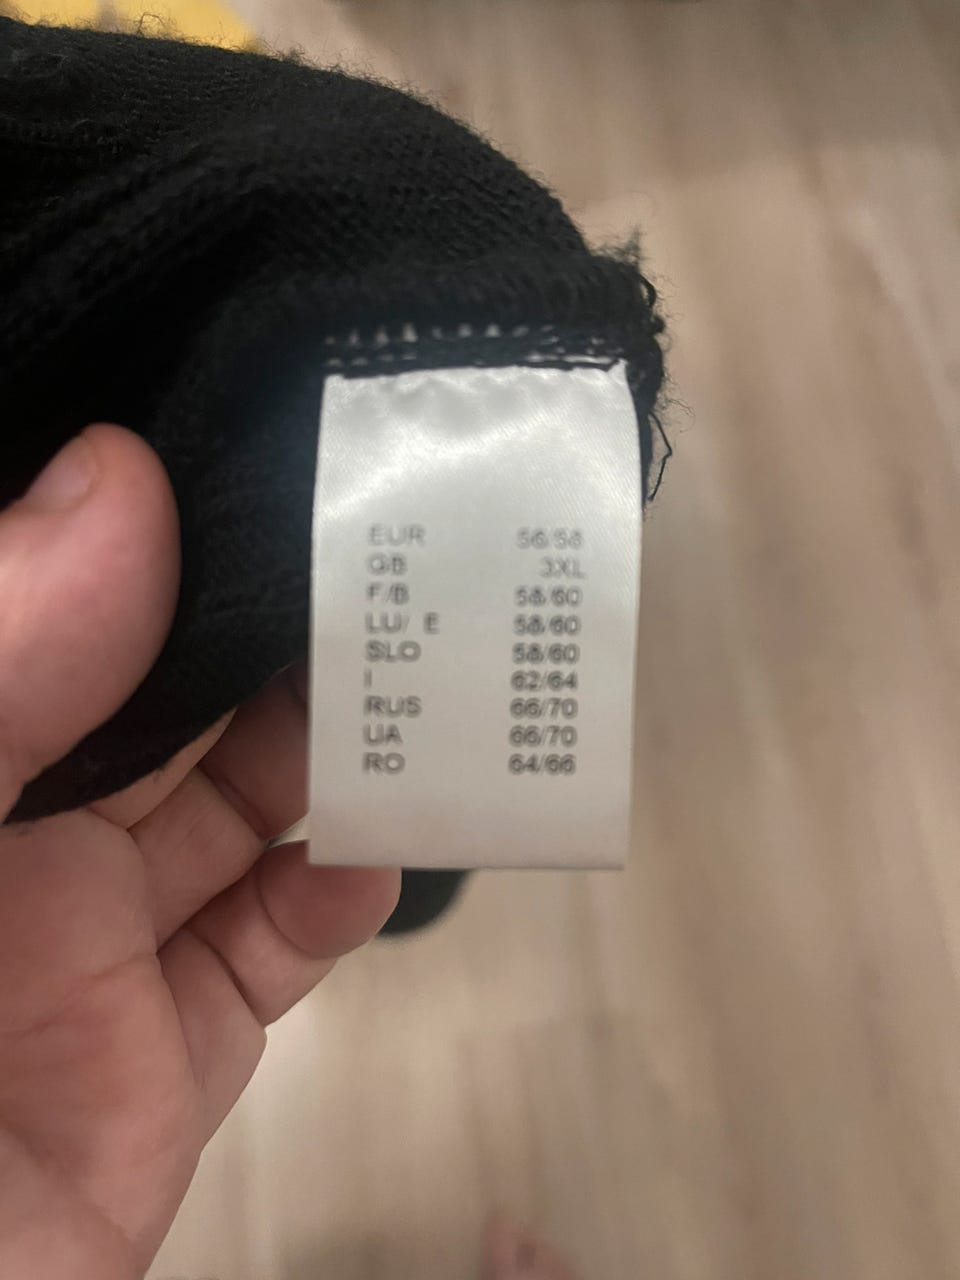 EUR 56/58
GB 3XL
F/B 58/60
LU/ E 58/60
SLO 58/60
I 62/64
RUS 66/70
UA 66/70
RO 64/66